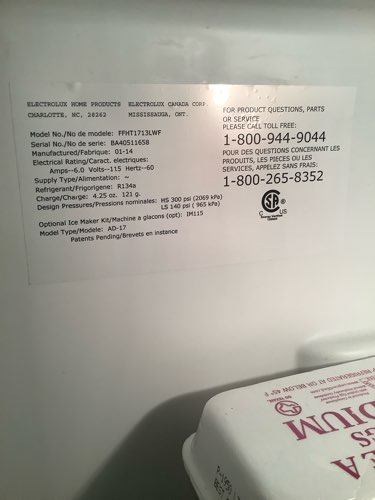 ELECTROLUX HOME PRODUCTS ELECTROLUX CANADA CORP.
CHARLOTTE, NC, 28262 MISSISSAUGA, ONT.
Model No./No de modele: FFHT1713LWF
Serial No./No de serie: BA40511658
Manufactured/Fabrique: 01-14
Electrical Rating/Caract. electriques:
Amps--6.0 Volts--115 Hertz--60
Supply Type/Alimentation: ~
Refrigerant/Frigorigene: R134a
Charge/Charge: 4.25 oz. 121 g.
Design Pressures/Pressions nominales: HS 300 psi (2069 kPa)
LS 140 psi ( 965 kPa)
Optional Ice Maker Kit/Machine a glacons (opt): IM115
Model Type/Modele: AD-17
Patents Pending/Brevets en instance
FOR PRODUCT QUESTIONS, PARTS
OR SERVICE
PLEASE CALL TOLL FREE:
1-800-944-9044
POUR DES QUESTIONS CONCERNANT LES
PRODUITS, LES PIECES OU LES
SERVICES, APPELEZ SANS FRAIS:
1-800-265-8352
SA ®
C US